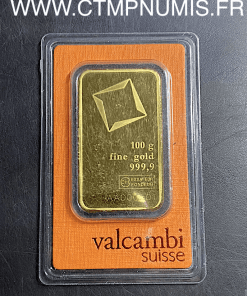 WWW.CTMPNUMIS.FR
100 g
fine gold
999,9
valcambi
suisse